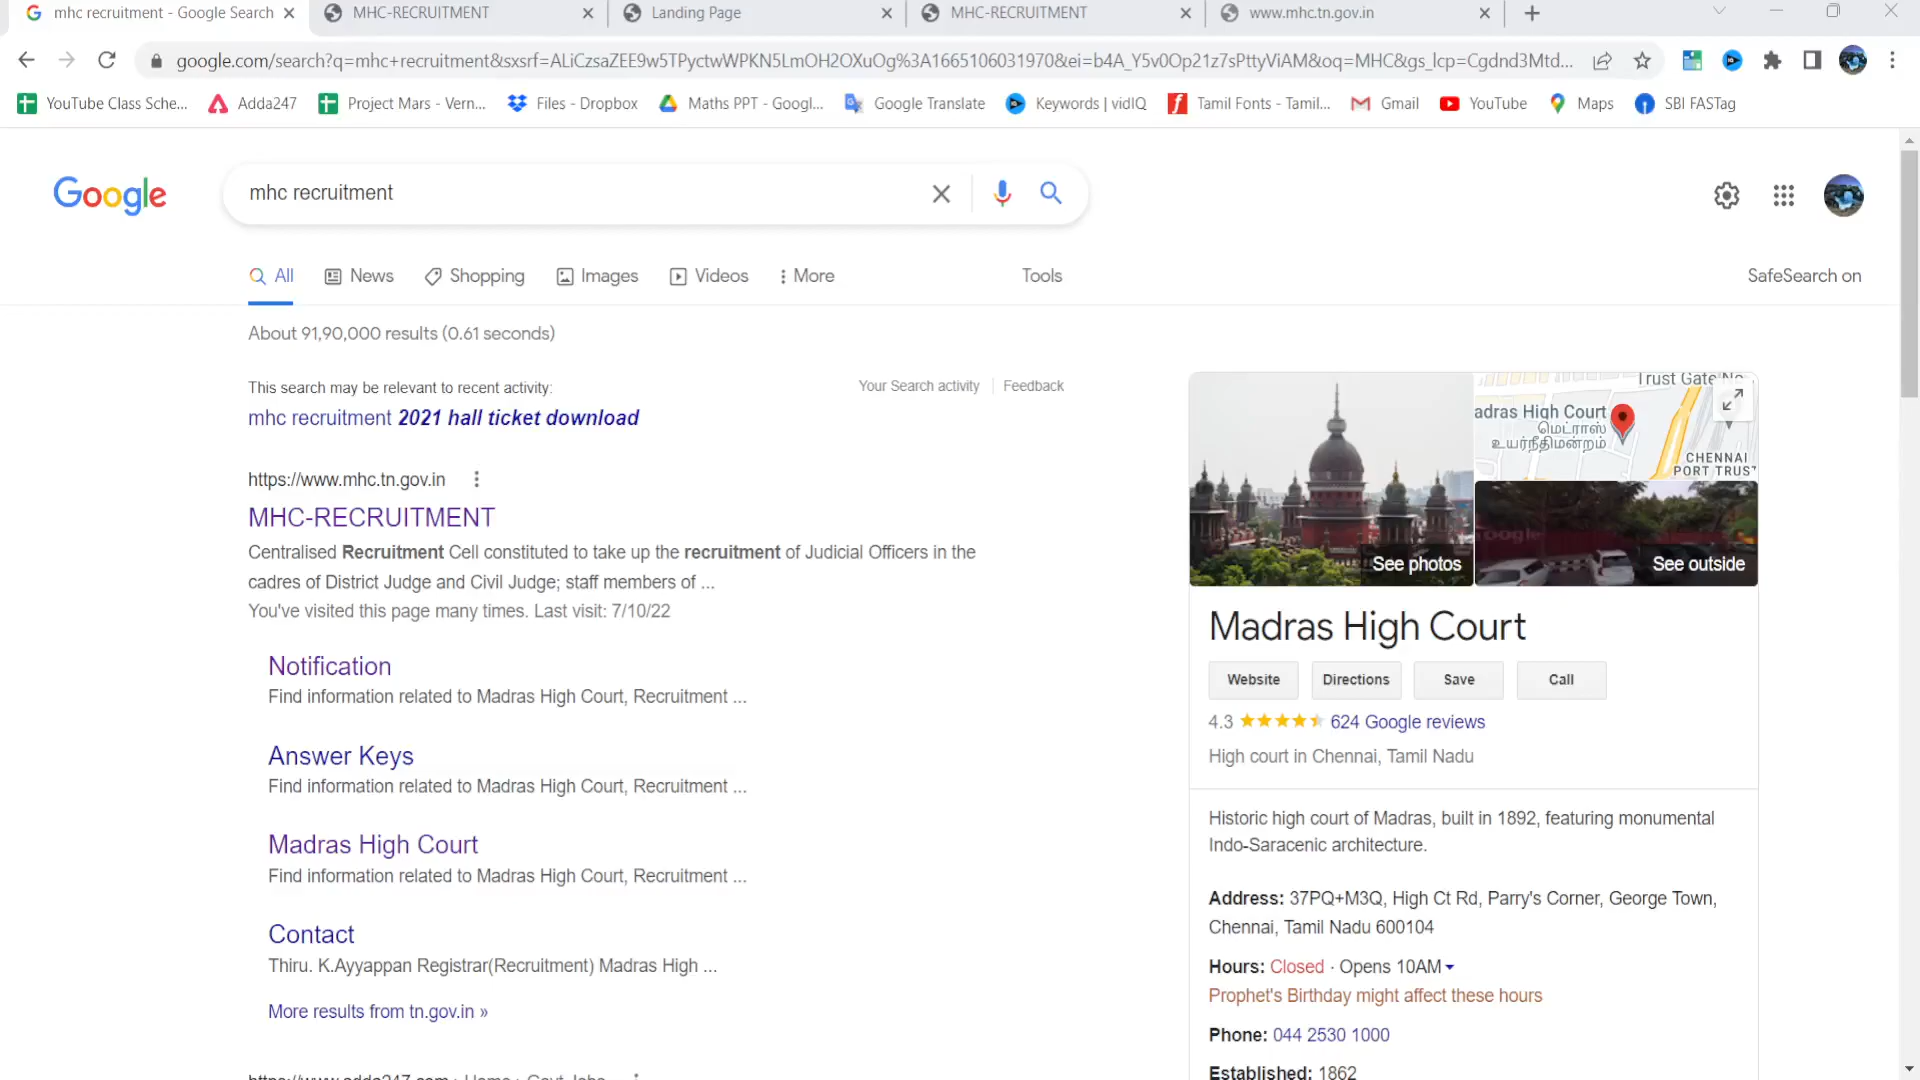 mhc recruitment - Google Search
MHC-RECRUITMENT
Landing Page
MHC-RECRUITMENT
www.mhc.tn.gov.in
google.com/search?q=mhc+recruitment&sxsrf=ALiCzsaZEE9w5TPyctwWPKN5LmOH2OXuOg%3A1665106031970&ei=b4A_Y5v0Op21z7sPttyViAM&oq=MHC&gs_lcp=Cgdnd3Mtd...
YouTube Class Sche...
Adda247
Project Mars - Vern...
Files - Dropbox
Maths PPT - Googl...
Google Translate
Keywords | vidIQ
Tamil Fonts - Tamil...
Gmail
YouTube
Maps
SBI FASTag
Google
mhc recruitment
All
News
Shopping
Images
Videos
More
Tools
SafeSearch on
About 91,90,000 results (0.61 seconds)
This search may be relevant to recent activity:
Your Search activity
Feedback
mhc recruitment 2021 hall ticket download
https://www.mhc.tn.gov.in
MHC-RECRUITMENT
Centralised Recruitment Cell constituted to take up the recruitment of Judicial Officers in the
cadres of District Judge and Civil Judge; staff members of ...
You've visited this page many times. Last visit: 7/10/22
Notification
Find information related to Madras High Court, Recruitment ...
Answer Keys
Find information related to Madras High Court, Recruitment ...
Madras High Court
Find information related to Madras High Court, Recruitment ...
Contact
Thiru. K.Ayyappan Registrar(Recruitment) Madras High ...
More results from tn.gov.in »
Trust Gate No
adras High Court
மெட்ராஸ்
உயர்நீதிமன்றம்
CHENNAI
PORT TRUST
See photos
See outside
Madras High Court
Website
Directions
Save
Call
4.3
624 Google reviews
High court in Chennai, Tamil Nadu
Historic high court of Madras, built in 1892, featuring monumental
Indo-Saracenic architecture.
Address: 37PQ+M3Q, High Ct Rd, Parry's Corner, George Town,
Chennai, Tamil Nadu 600104
Hours: Closed · Opens 10AM
Prophet's Birthday might affect these hours
Phone: 044 2530 1000
Established: 1862